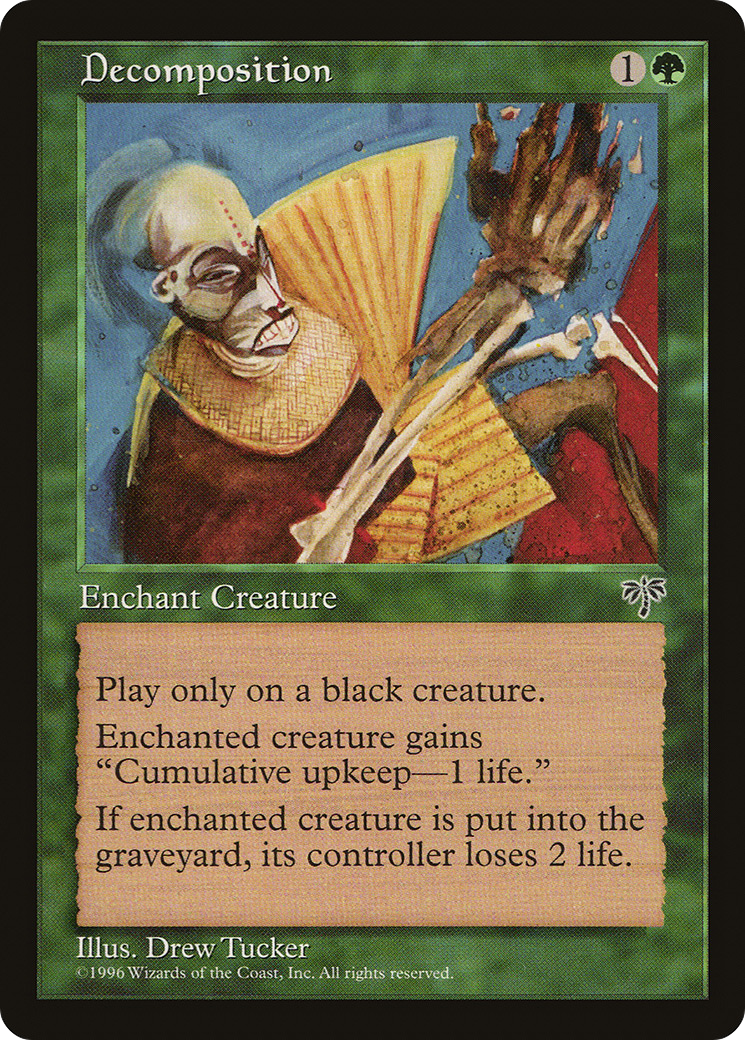 Decomposition 1
Enchant Creature
Play only on a black creature.
Enchanted creature gains
“Cumulative upkeep—1 life.”
If enchanted creature is put into the
graveyard, its controller loses 2 life.
Illus. Drew Tucker
©1996 Wizards of the Coast, Inc. All rights reserved.